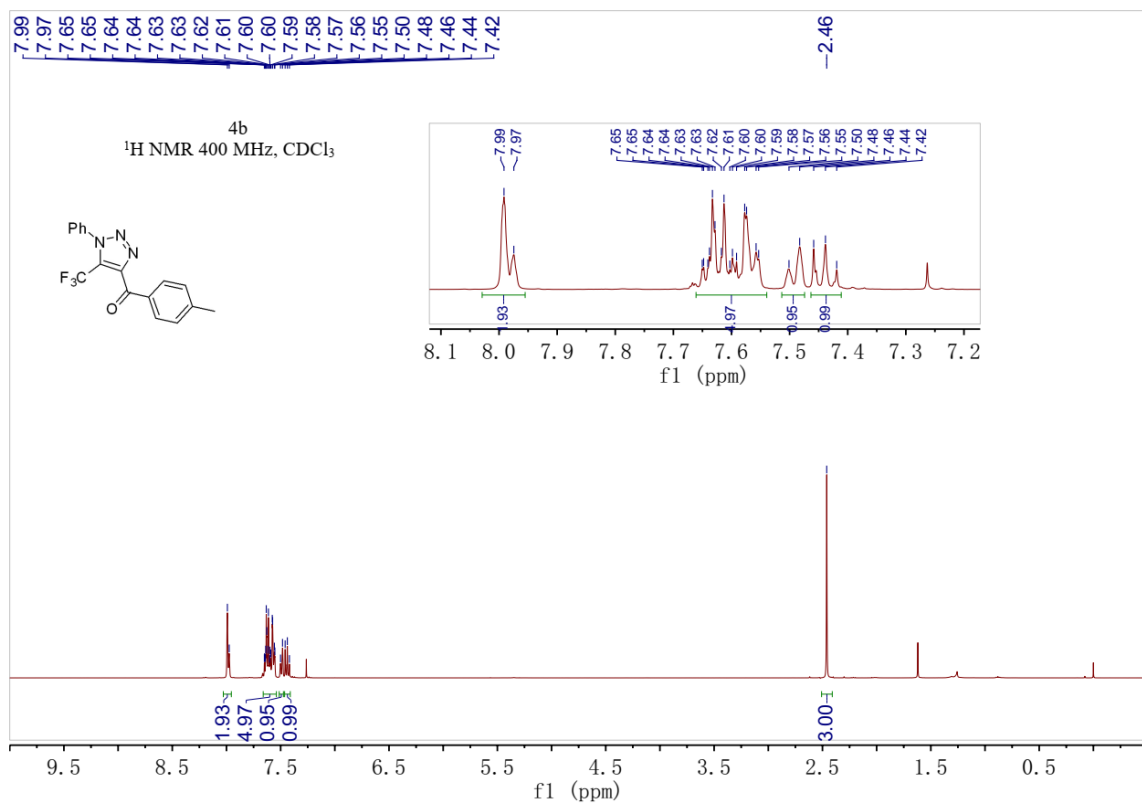 7.99 7.97 7.65 7.65 7.64 7.64 7.63 7.63 7.62 7.61 7.60 7.60 7.59 7.58 7.57 7.56 7.55 7.50 7.48 7.46 7.44 7.42
2.46
4b
¹H NMR 400 MHz, CDCl₃
Ph
N
N
N
F₃C
O
7.99 7.97
7.65 7.65 7.64 7.64 7.63 7.63 7.62 7.61 7.60 7.60 7.59 7.58 7.57 7.56 7.55 7.50 7.48 7.46 7.44 7.42
1.93 4.97 0.95 0.99
8.1 8.0 7.9 7.8 7.7 7.6 7.5 7.4 7.3 7.2
f1 (ppm)
1.93 4.97 0.95 0.99 3.00
9.5 8.5 7.5 6.5 5.5 4.5 3.5 2.5 1.5 0.5
f1 (ppm)